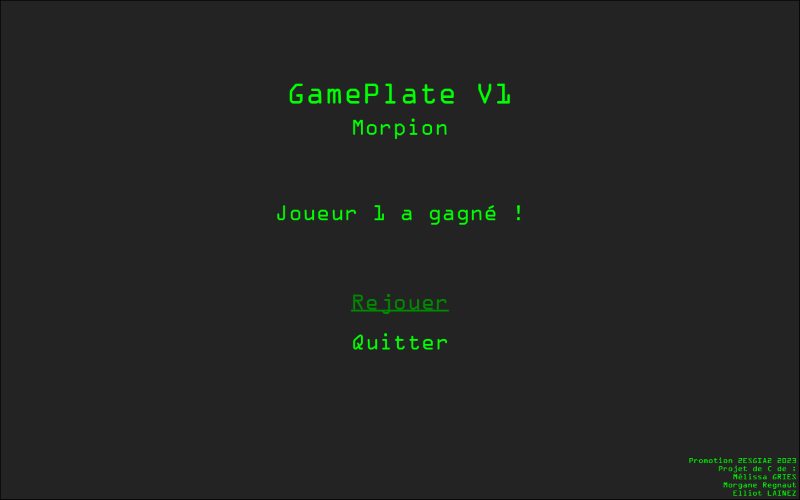 GamePlate V1
Morpion
Joueur 1 a gagné !
Rejouer
Quitter
Promotion 2ESGIA2 2023
Projet de C de :
Mélissa GRIES
Morgane Regnaut
Elliot LAINEZ